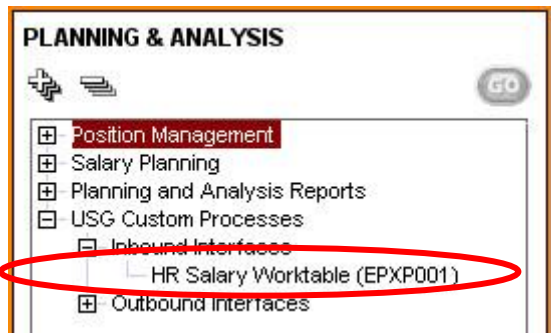 PLANNING & ANALYSIS
GO
Position Management
Salary Planning
Planning and Analysis Reports
USG Custom Processes
Inbound Interfaces
HR Salary Worktable (EPXP001)
Outbound Interfaces